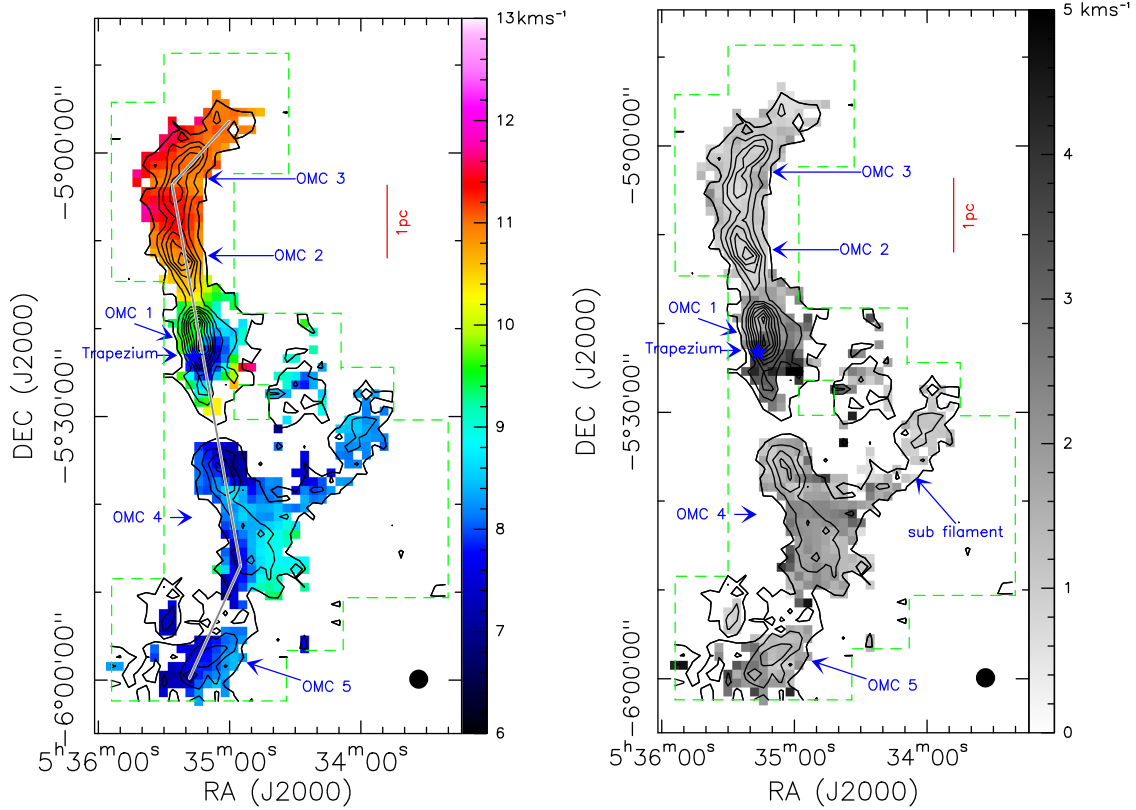 13 kms⁻¹
12
11
10
9
8
7
6
−5°00'00"
−5°30'00"
−6°00'00"
DEC (J2000)
OMC 3
1pc
OMC 2
OMC 1
Trapezium
OMC 4
OMC 5
5ʰ36ᵐ00ˢ
35ᵐ00ˢ
34ᵐ00ˢ
RA (J2000)
5 kms⁻¹
4
3
2
1
0
−5°00'00"
−5°30'00"
−6°00'00"
DEC (J2000)
OMC 3
1pc
OMC 2
OMC 1
Trapezium
OMC 4
sub filament
OMC 5
5ʰ36ᵐ00ˢ
35ᵐ00ˢ
34ᵐ00ˢ
RA (J2000)